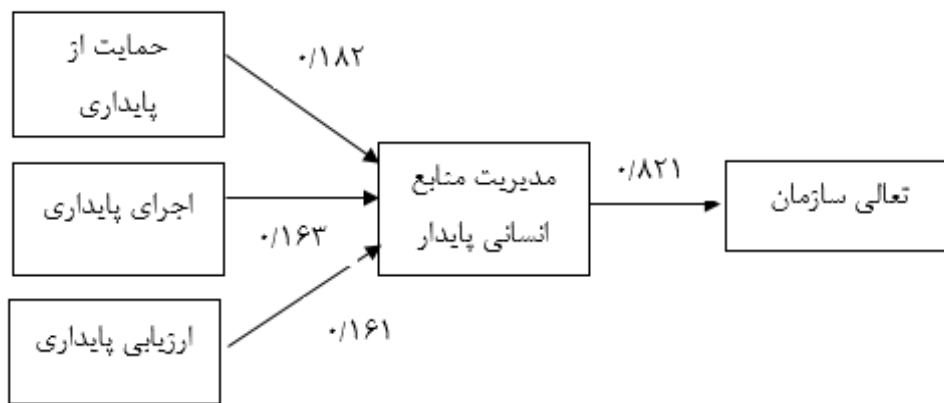 حمایت از
پایداری
۰/۱۸۲
اجرای پایداری
۰/۱۶۳
ارزیابی پایداری
۰/۱۶۱
مدیریت منابع
انسانی پایدار
۰/۸۲۱
تعالی سازمان